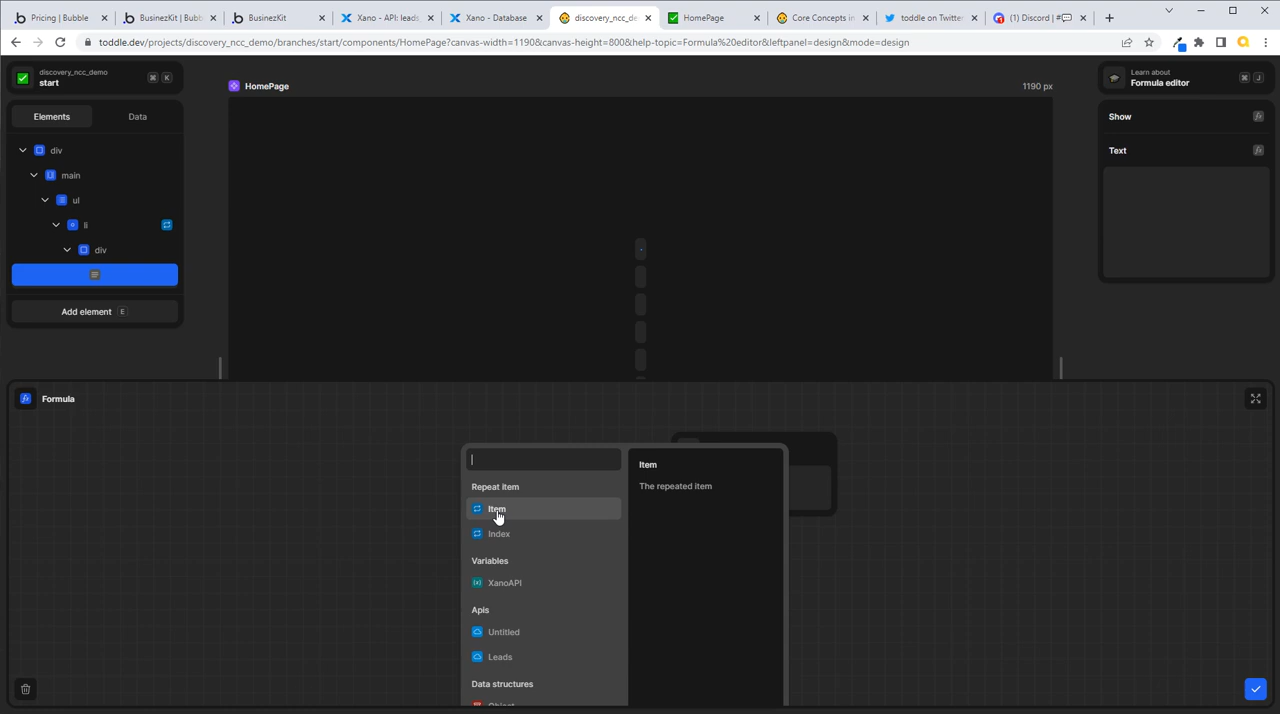 Pricing | Bubble
BusinezKit | Bubb
BusinezKit
Xano - API: leads
Xano - Database
discovery_ncc_de
HomePage
Core Concepts in
toddle on Twitter
(1) Discord | #
toddle.dev/projects/discovery_ncc_demo/branches/start/components/HomePage?canvas-width=1190&canvas-height=800&help-topic=Formula%20editor&leftpanel=design&mode=design
discovery_ncc_demo
start
⌘ K
HomePage
1190 px
Learn about
Formula editor
⌘ J
Elements
Data
Show
div
Text
main
ul
li
div
Add element E
Formula
Item
The repeated item
Repeat item
Item
Index
Variables
XanoAPI
Apis
Untitled
Leads
Data structures
Object